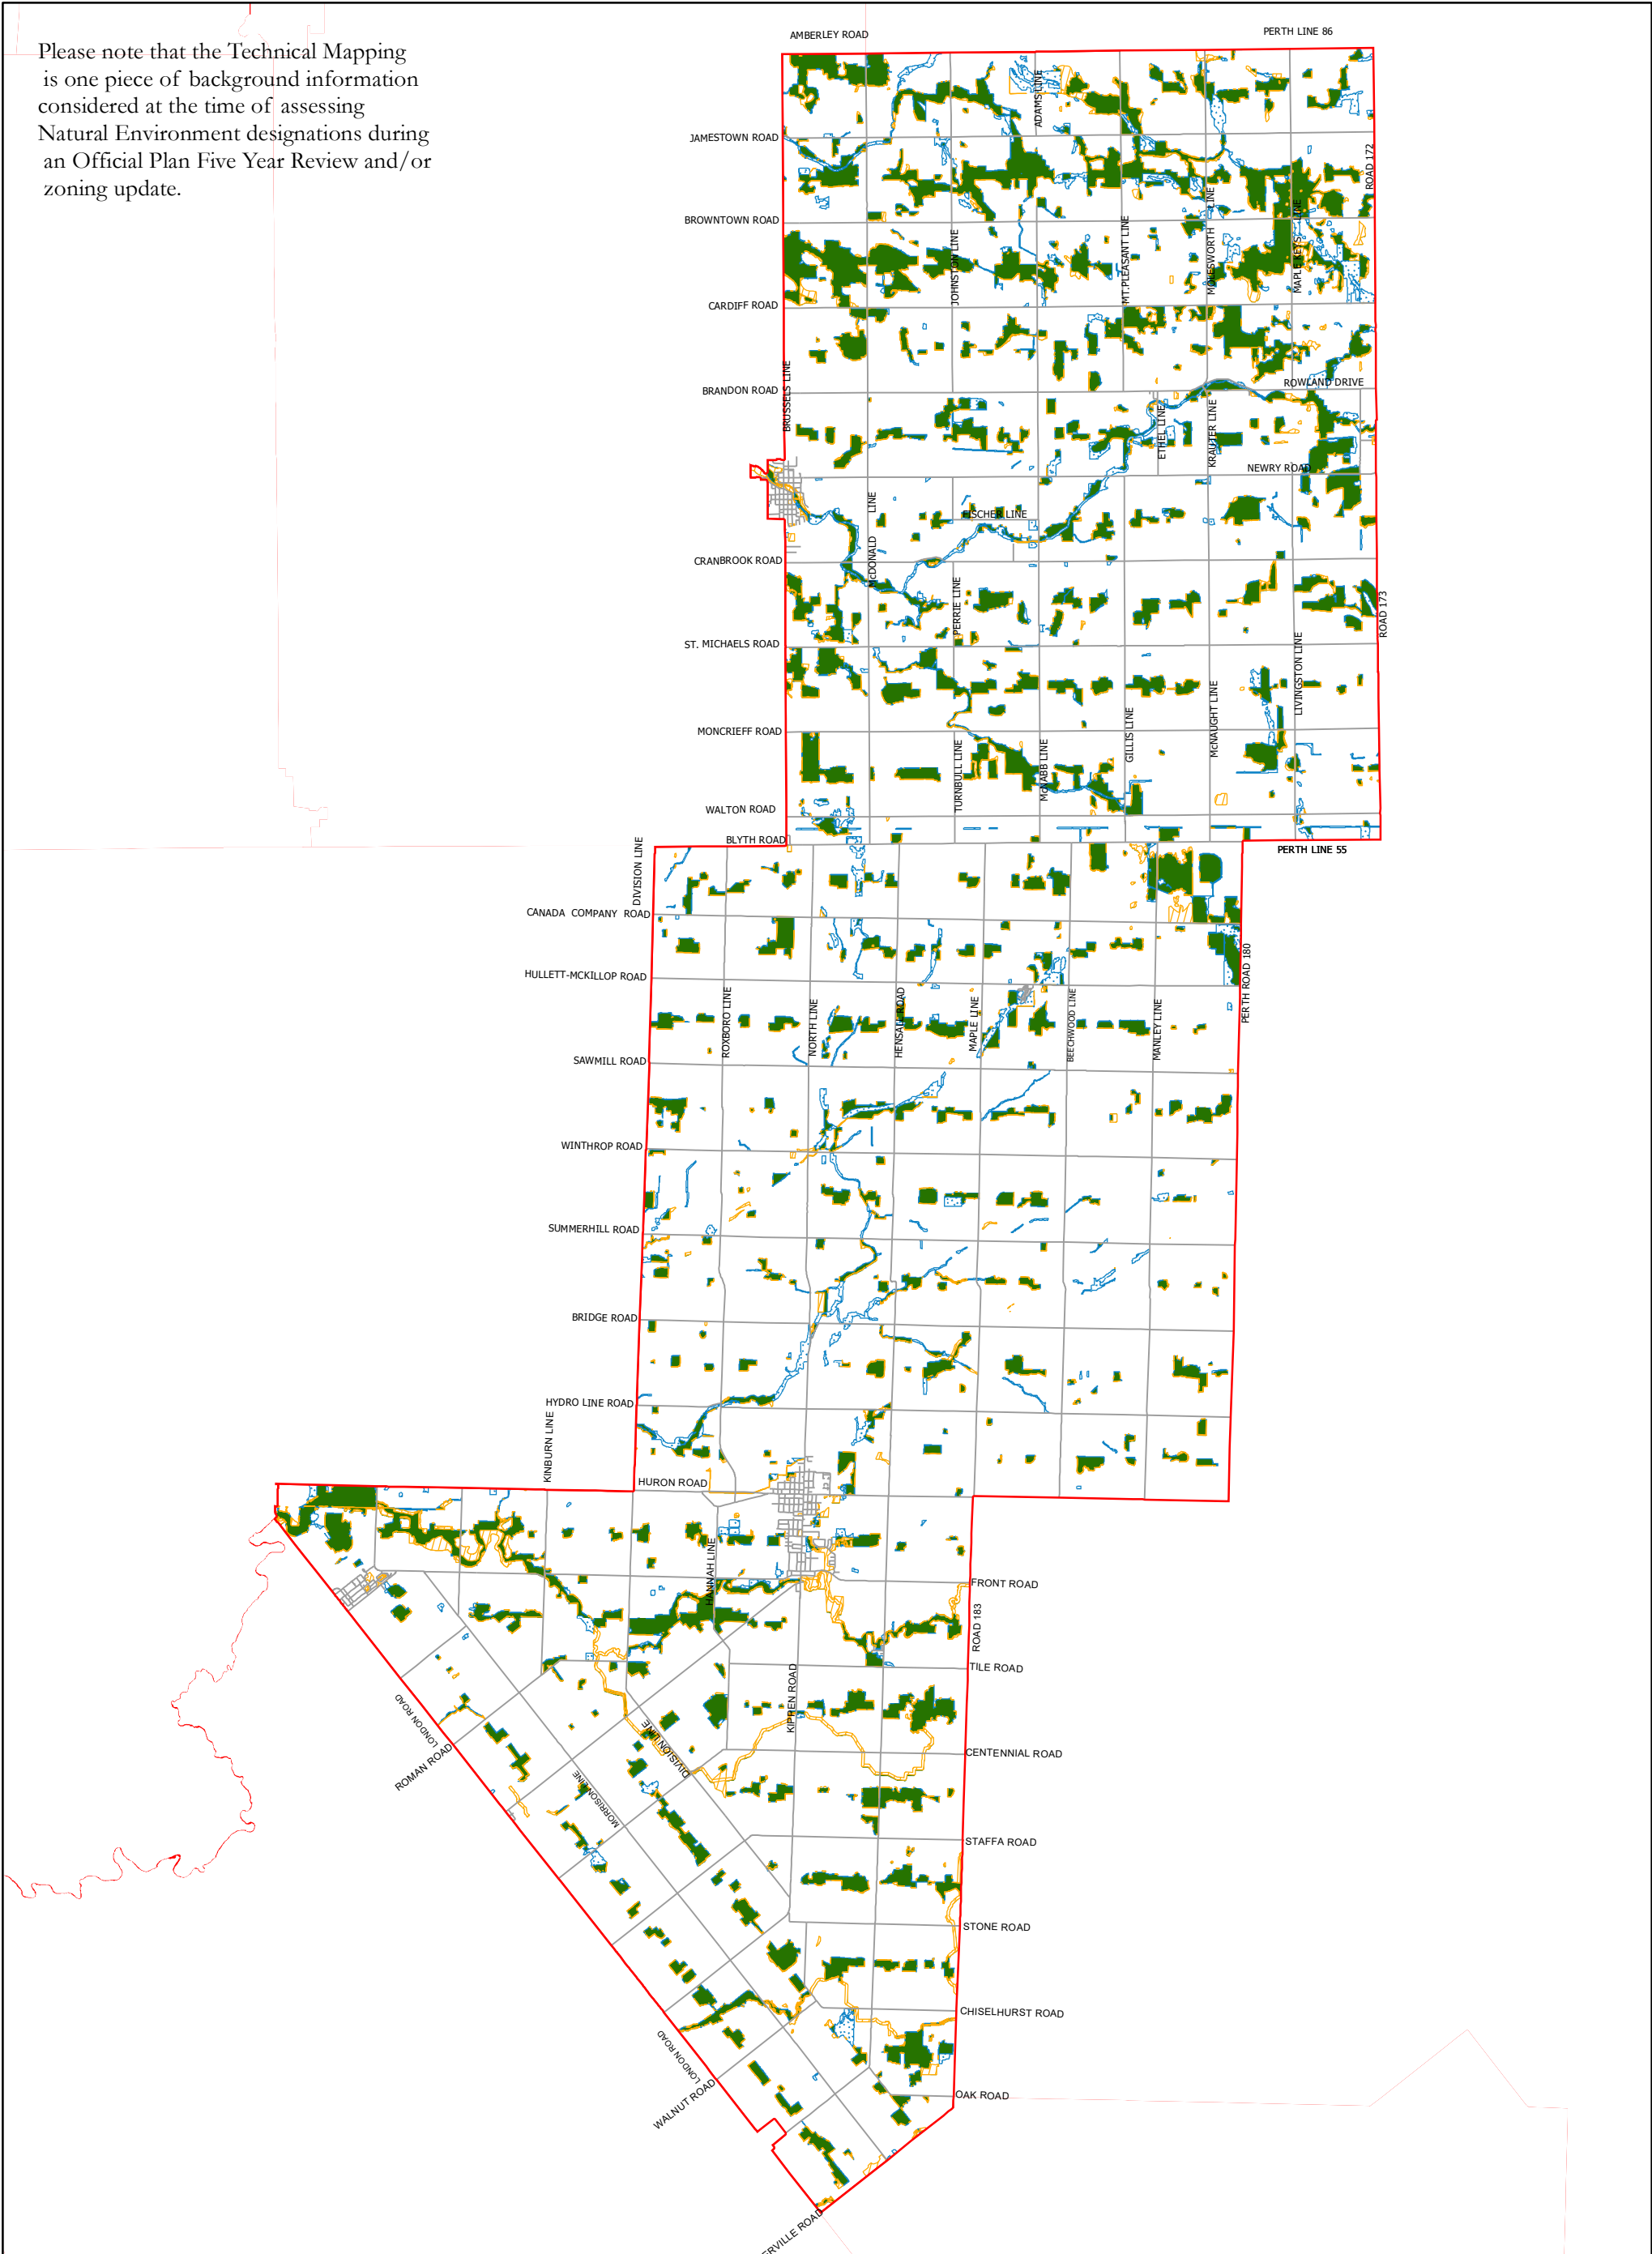 Please note that the Technical Mapping
is one piece of background information
considered at the time of assessing
Natural Environment designations during
an Official Plan Five Year Review and/or
zoning update.
AMBERLEY ROAD
PERTH LINE 86
ADAMS LINE
JAMESTOWN ROAD
ROAD 172
BROWNTOWN ROAD
JOHNSTON LINE
MT.PLEASANT LINE
MOLESWORTH LINE
MAPLE KEYS LINE
CARDIFF ROAD
BRUSSELS LINE
BRANDON ROAD
ROWLAND DRIVE
ETHEL LINE
KRAUTER LINE
NEWRY ROAD
McDONALD LINE
FISCHER LINE
CRANBROOK ROAD
PERRIE LINE
ROAD 173
ST. MICHAELS ROAD
LIVINGSTON LINE
MONCRIEFF ROAD
TURNBULL LINE
McNABB LINE
GILLIS LINE
McNAUGHT LINE
WALTON ROAD
BLYTH ROAD
PERTH LINE 55
DIVISION LINE
CANADA COMPANY ROAD
HULLETT-MCKILLOP ROAD
PERTH ROAD 180
ROXBORO LINE
NORTH LINE
HENSALL ROAD
MAPLE LINE
BEECHWOOD LINE
MANLEY LINE
SAWMILL ROAD
WINTHROP ROAD
SUMMERHILL ROAD
BRIDGE ROAD
HYDRO LINE ROAD
KINBURN LINE
HURON ROAD
HANNAH LINE
FRONT ROAD
ROAD 183
TILE ROAD
KIPPEN ROAD
LONDON ROAD
ROMAN ROAD
DIVISION LINE
CENTENNIAL ROAD
MORRISON LINE
STAFFA ROAD
STONE ROAD
CHISELHURST ROAD
LONDON ROAD
WALNUT ROAD
OAK ROAD
ERVILLE ROAD